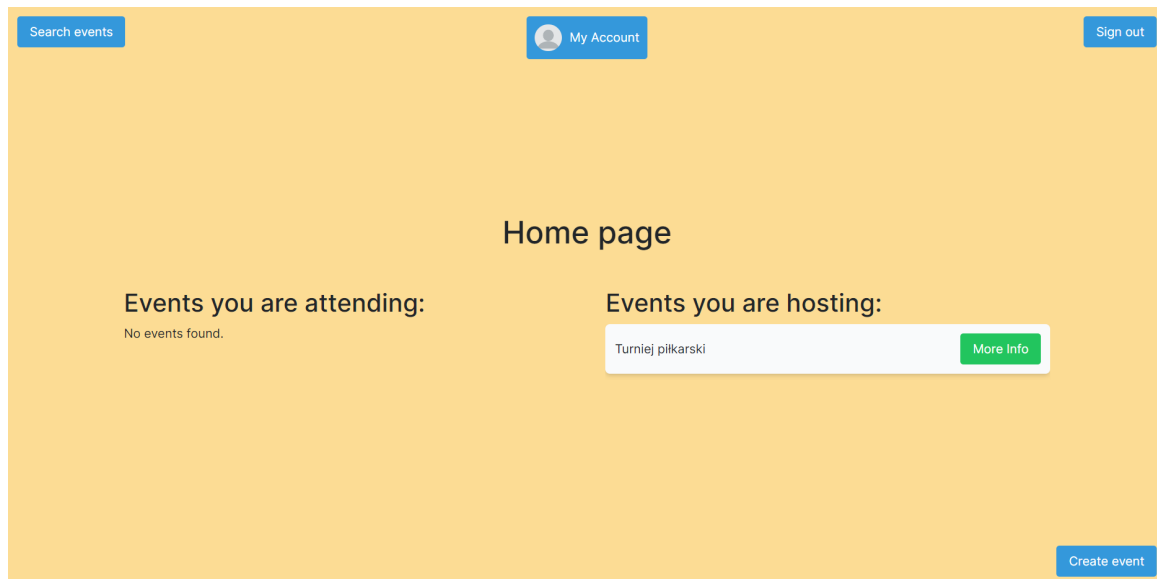 Search events
My Account
Sign out
Home page
Events you are attending:
No events found.
Events you are hosting:
Turniej piłkarski
More Info
Create event